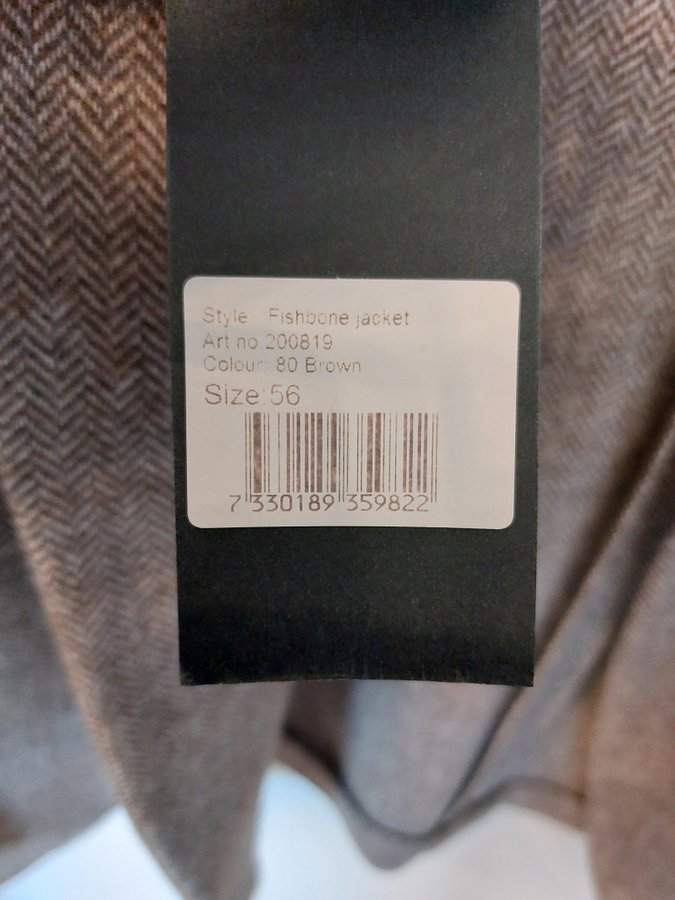 Style: Fishbone jacket
Art no.200819
Colour: 80 Brown
Size:56
7 330189 359822